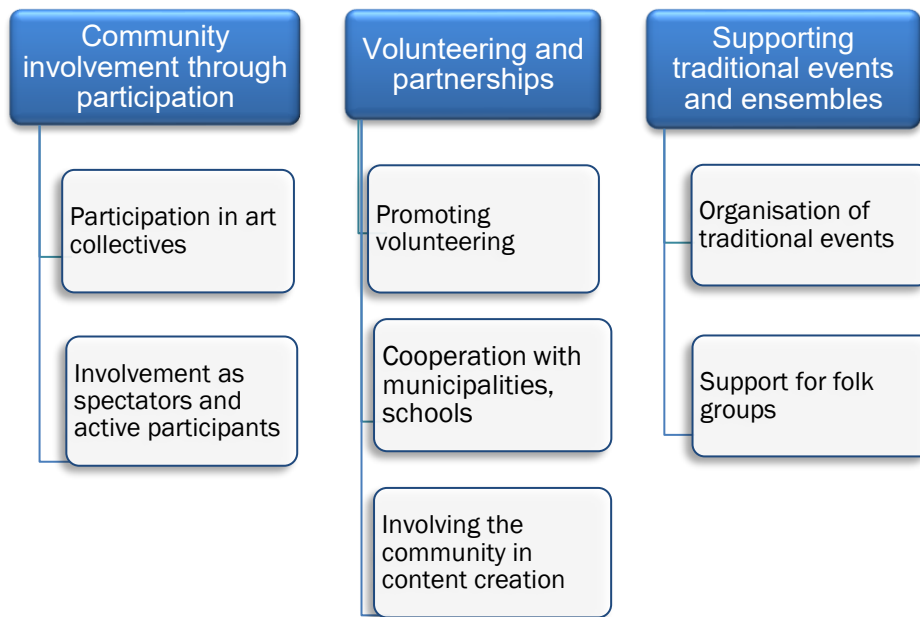 Community
involvement through
participation
Participation in art
collectives
Involvement as
spectators and
active participants
Volunteering and
partnerships
Promoting
volunteering
Cooperation with
municipalities,
schools
Involving the
community in
content creation
Supporting
traditional events
and ensembles
Organisation of
traditional events
Support for folk
groups